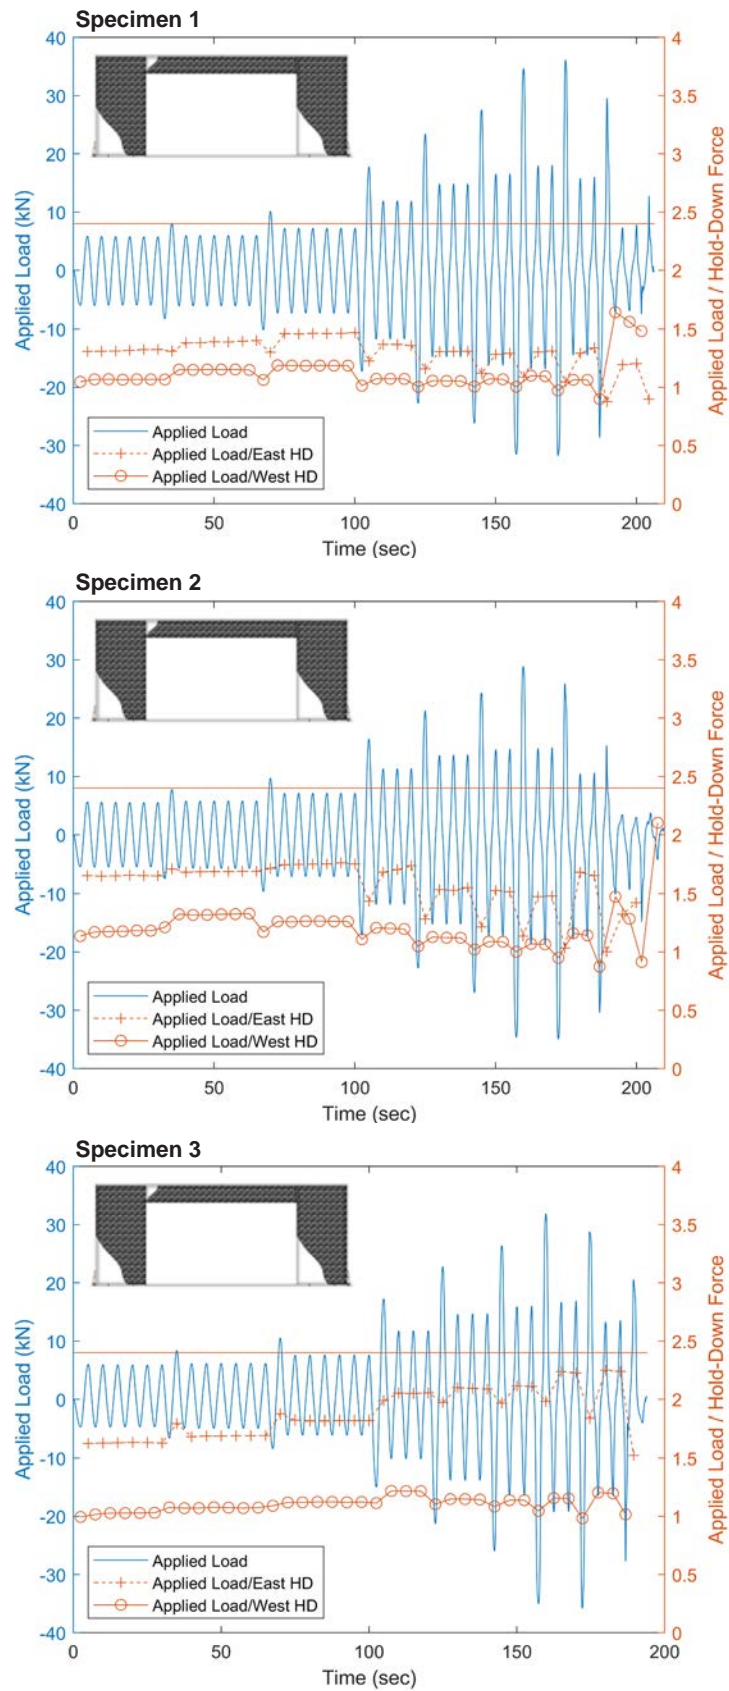 Specimen 1
40
30
20
10
0
-10
-20
-30
-40
Applied Load (kN)
4
3.5
3
2.5
2
1.5
1
0.5
0
Applied Load / Hold-Down Force
Applied Load
Applied Load/East HD
Applied Load/West HD
0 50 100 150 200
Time (sec)
Specimen 2
40
30
20
10
0
-10
-20
-30
-40
Applied Load (kN)
4
3.5
3
2.5
2
1.5
1
0.5
0
Applied Load / Hold-Down Force
Applied Load
Applied Load/East HD
Applied Load/West HD
0 50 100 150 200
Time (sec)
Specimen 3
40
30
20
10
0
-10
-20
-30
-40
Applied Load (kN)
4
3.5
3
2.5
2
1.5
1
0.5
0
Applied Load / Hold-Down Force
Applied Load
Applied Load/East HD
Applied Load/West HD
0 50 100 150 200
Time (sec)